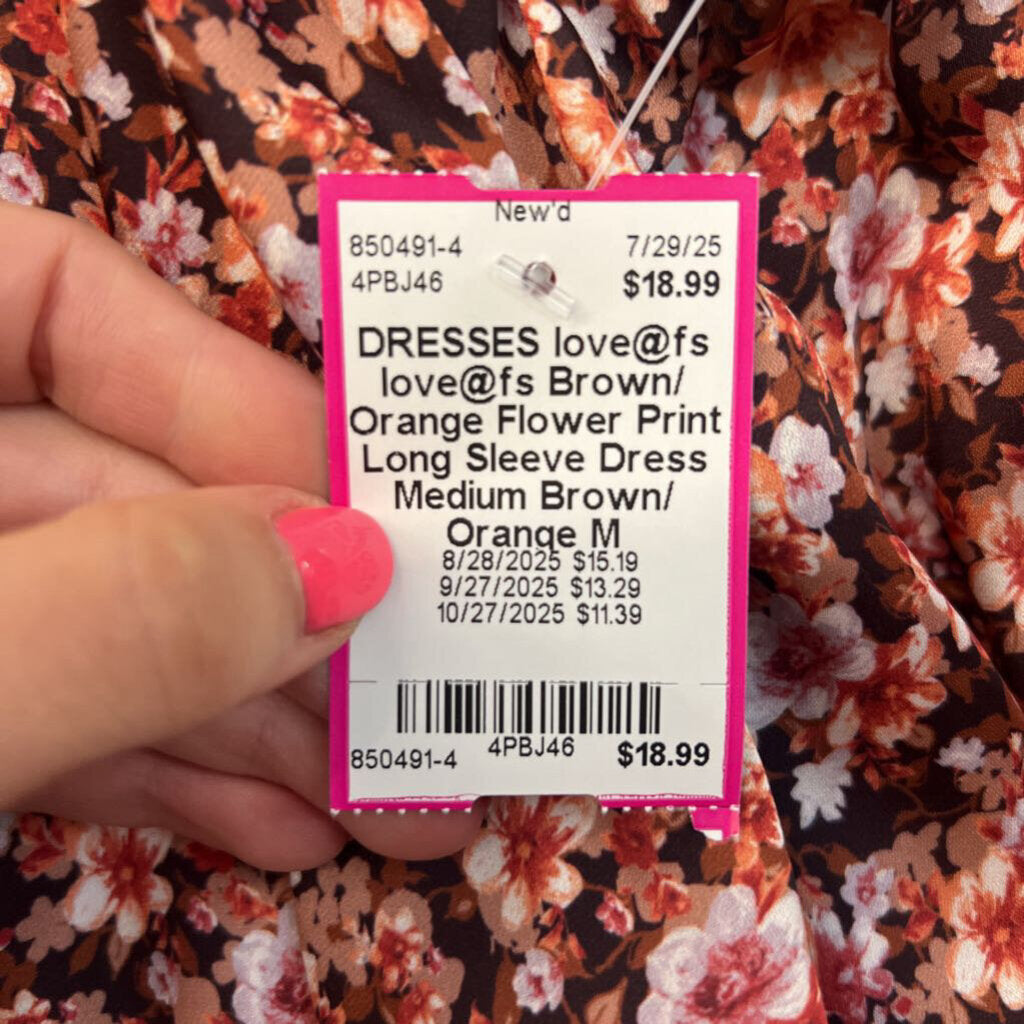 New'd
850491-4 7/29/25
4PBJ46 $18.99
DRESSES love@fs
love@fs Brown/
Orange Flower Print
Long Sleeve Dress
Medium Brown/
Orange M
8/28/2025 $15.19
9/27/2025 $13.29
10/27/2025 $11.39
850491-4 4PBJ46 $18.99